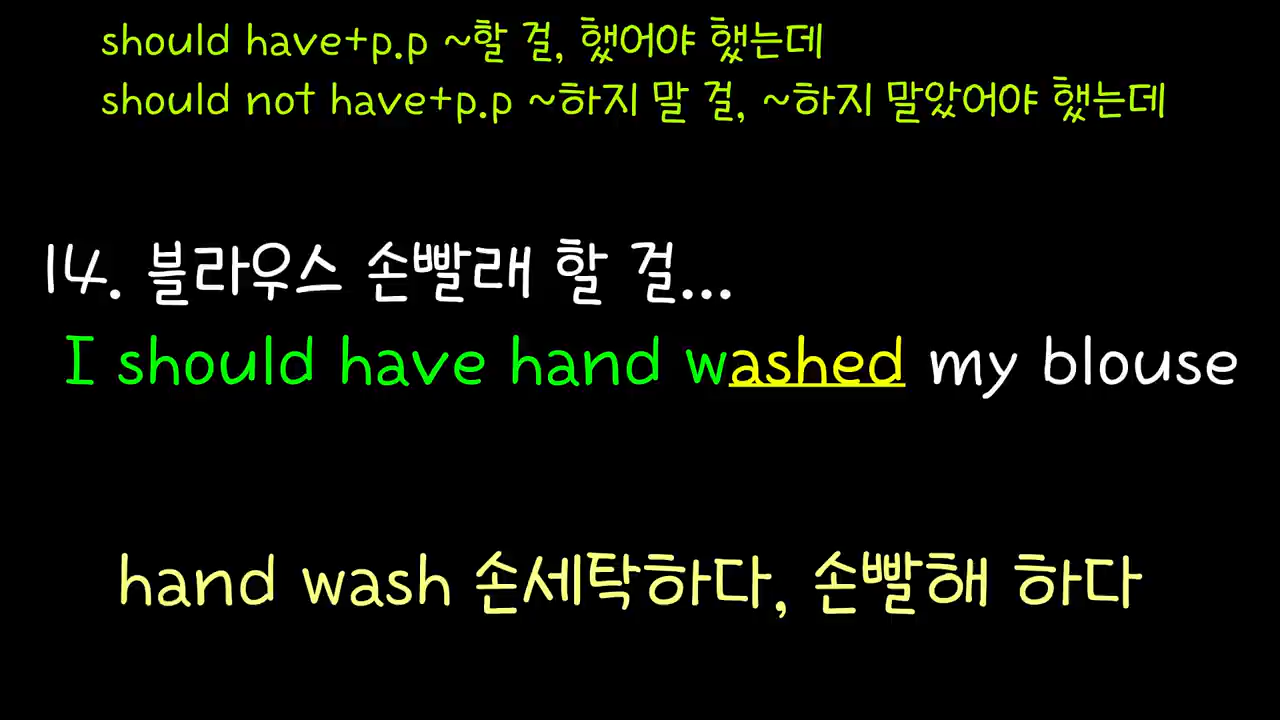 should have+p.p ~할 걸, 했어야 했는데
should not have+p.p ~하지 말 걸, ~하지 말았어야 했는데
14. 블라우스 손빨래 할 걸...
I should have hand washed my blouse
hand wash 손세탁하다, 손빨해 하다